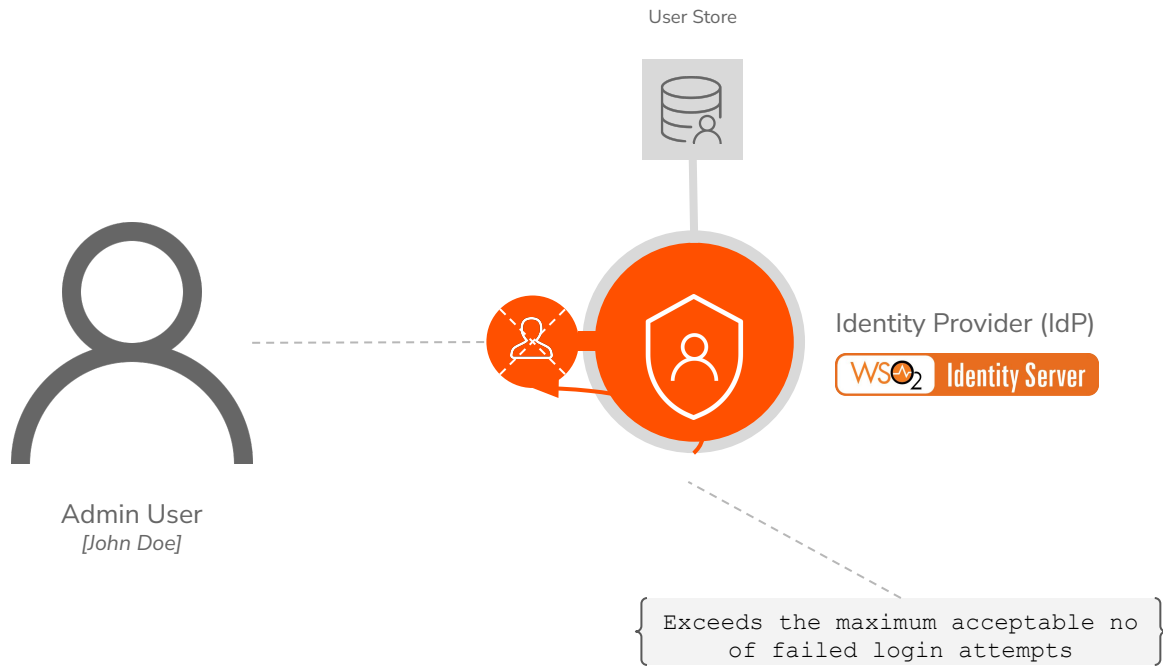 User Store
Identity Provider (IdP)
WSO2 Identity Server
Admin User
[John Doe]
Exceeds the maximum acceptable no
of failed login attempts